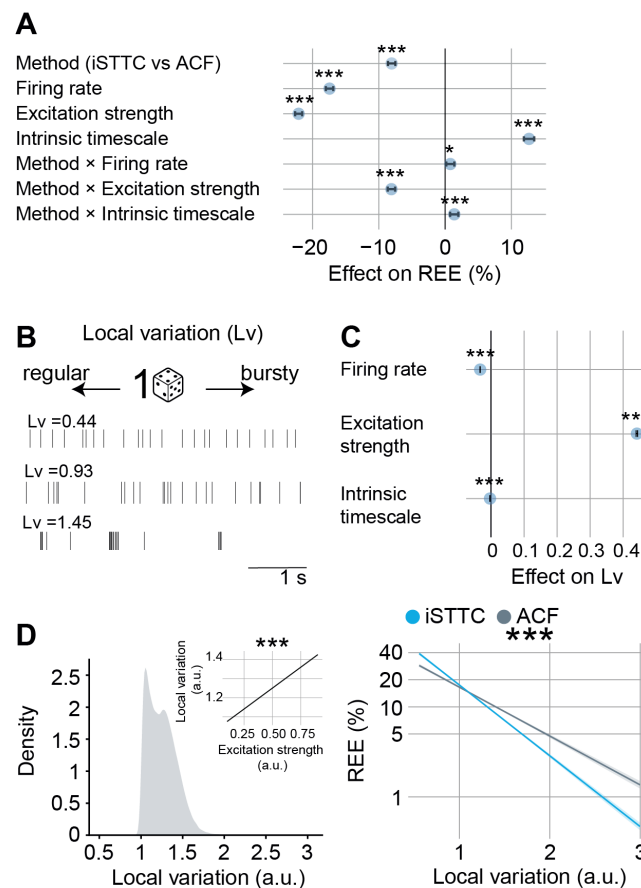 A
Method (iSTTC vs ACF)
Firing rate
Excitation strength
Intrinsic timescale
Method × Firing rate
Method × Excitation strength
Method × Intrinsic timescale
***
***
***
***
*
***
***
−20 −10 0 10
Effect on REE (%)
B
Local variation (Lv)
regular 1 bursty
Lv =0.44
Lv =0.93
Lv =1.45
1 s
C
Firing rate
Excitation
strength
Intrinsic
timescale
***
**
***
0 0.1 0.2 0.3 0.4
Effect on Lv
D
Density
2.5
2
1.5
1
0.5
0
0.5 1 1.5 2 2.5 3
Local variation (a.u.)
***
Local variation
(a.u.)
1.4
1.2
0.25 0.50 0.75
Excitation strength
(a.u.)
iSTTC ACF
***
REE (%)
40
20
10
5
1
1 2 3
Local variation (a.u.)